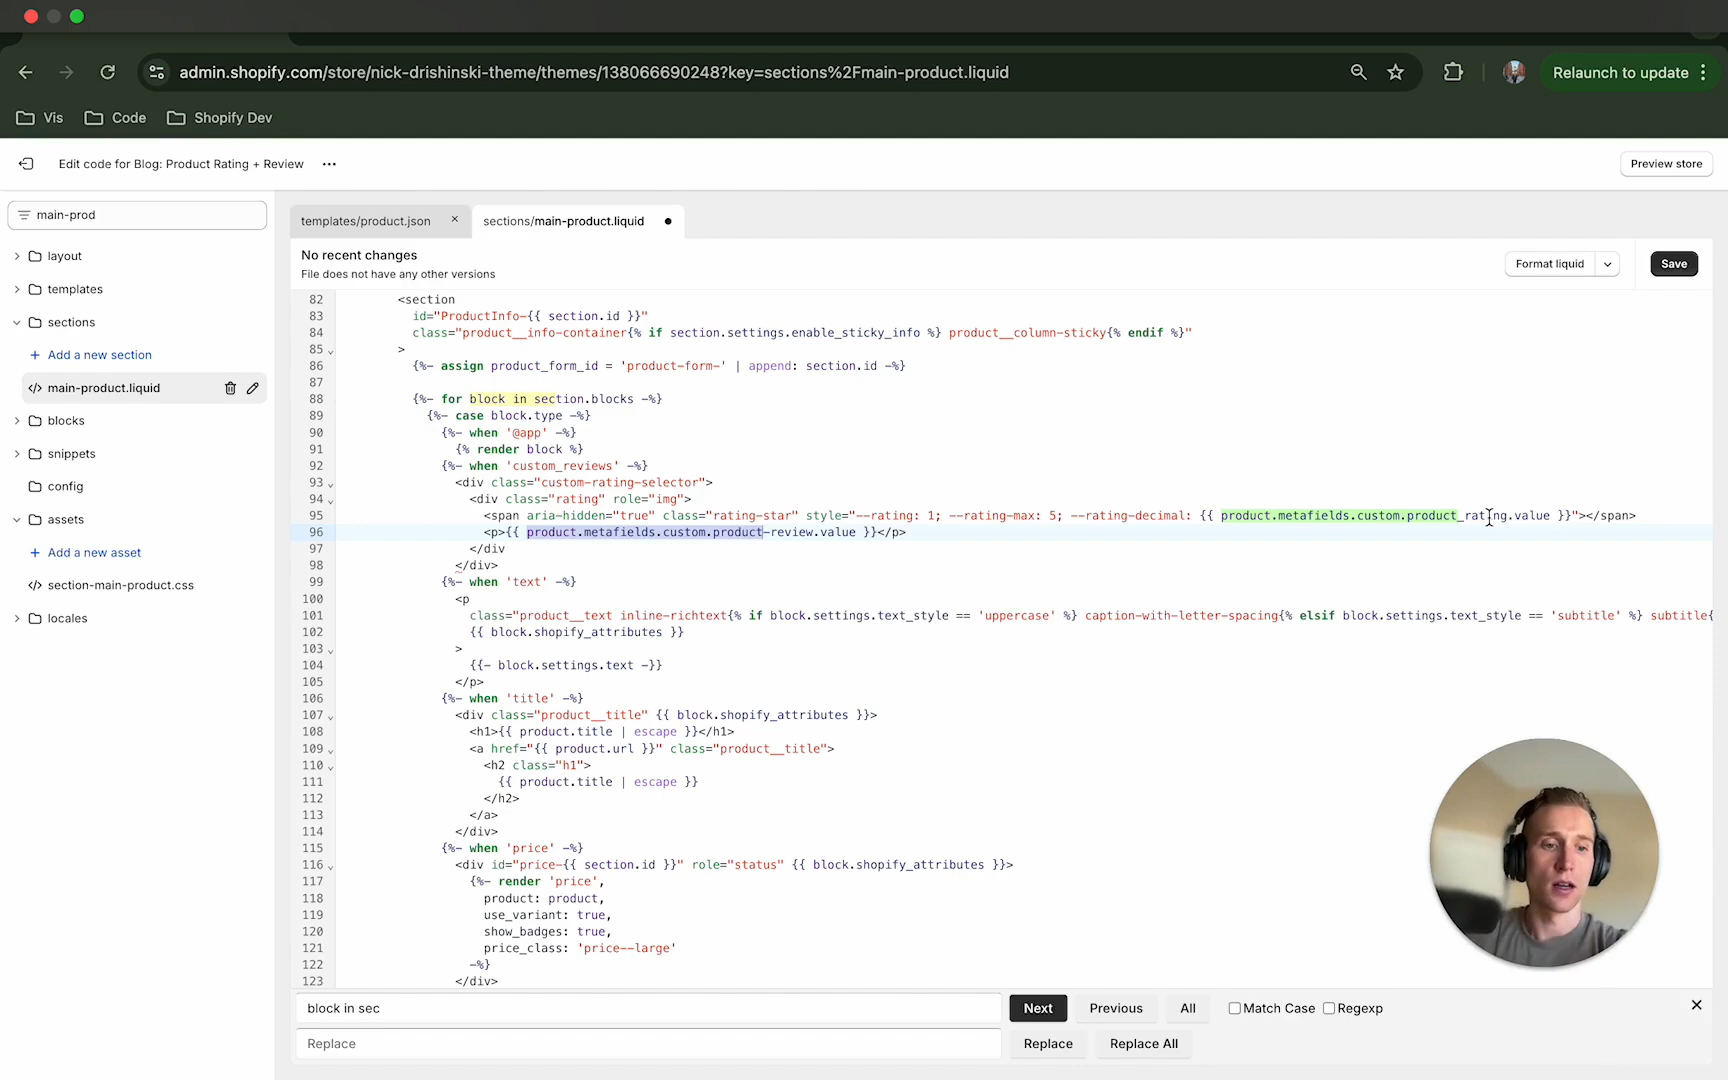 admin.shopify.com/store/nick-drishinski-theme/themes/138066690248?key=sections%2Fmain-product.liquid
Relaunch to update
Vis
Code
Shopify Dev
Edit code for Blog: Product Rating + Review
Preview store
main-prod
layout
templates
sections
+ Add a new section
</> main-product.liquid
blocks
snippets
config
assets
+ Add a new asset
</> section-main-product.css
locales
templates/product.json ×
sections/main-product.liquid
No recent changes
File does not have any other versions
Format liquid
Save
82 <section
83 id="ProductInfo-{{ section.id }}"
84 class="product__info-container{% if section.settings.enable_sticky_info %} product__column-sticky{% endif %}"
85 >
86 {%- assign product_form_id = 'product-form-' | append: section.id -%}
87
88 {%- for block in section.blocks -%}
89 {%- case block.type -%}
90 {%- when '@app' -%}
91 {% render block %}
92 {%- when 'custom_reviews' -%}
93 <div class="custom-rating-selector">
94 <div class="rating" role="img">
95 <span aria-hidden="true" class="rating-star" style="--rating: 1; --rating-max: 5; --rating-decimal: {{ product.metafields.custom.product_rating.value }}"></span>
96 <p>{{ product.metafields.custom.product-review.value }}</p>
97 </div
98 </div>
99 {%- when 'text' -%}
100 <p
101 class="product__text inline-richtext{% if block.settings.text_style == 'uppercase' %} caption-with-letter-spacing{% elsif block.settings.text_style == 'subtitle' %} subtitle{
102 {{ block.shopify_attributes }}
103 >
104 {{- block.settings.text -}}
105 </p>
106 {%- when 'title' -%}
107 <div class="product__title" {{ block.shopify_attributes }}>
108 <h1>{{ product.title | escape }}</h1>
109 <a href="{{ product.url }}" class="product__title">
110 <h2 class="h1">
111 {{ product.title | escape }}
112 </h2>
113 </a>
114 </div>
115 {%- when 'price' -%}
116 <div id="price-{{ section.id }}" role="status" {{ block.shopify_attributes }}>
117 {%- render 'price',
118 product: product,
119 use_variant: true,
120 show_badges: true,
121 price_class: 'price--large'
122 -%}
123 </div>
block in sec
Next
Previous
All
Match Case
Regexp
×
Replace
Replace
Replace All